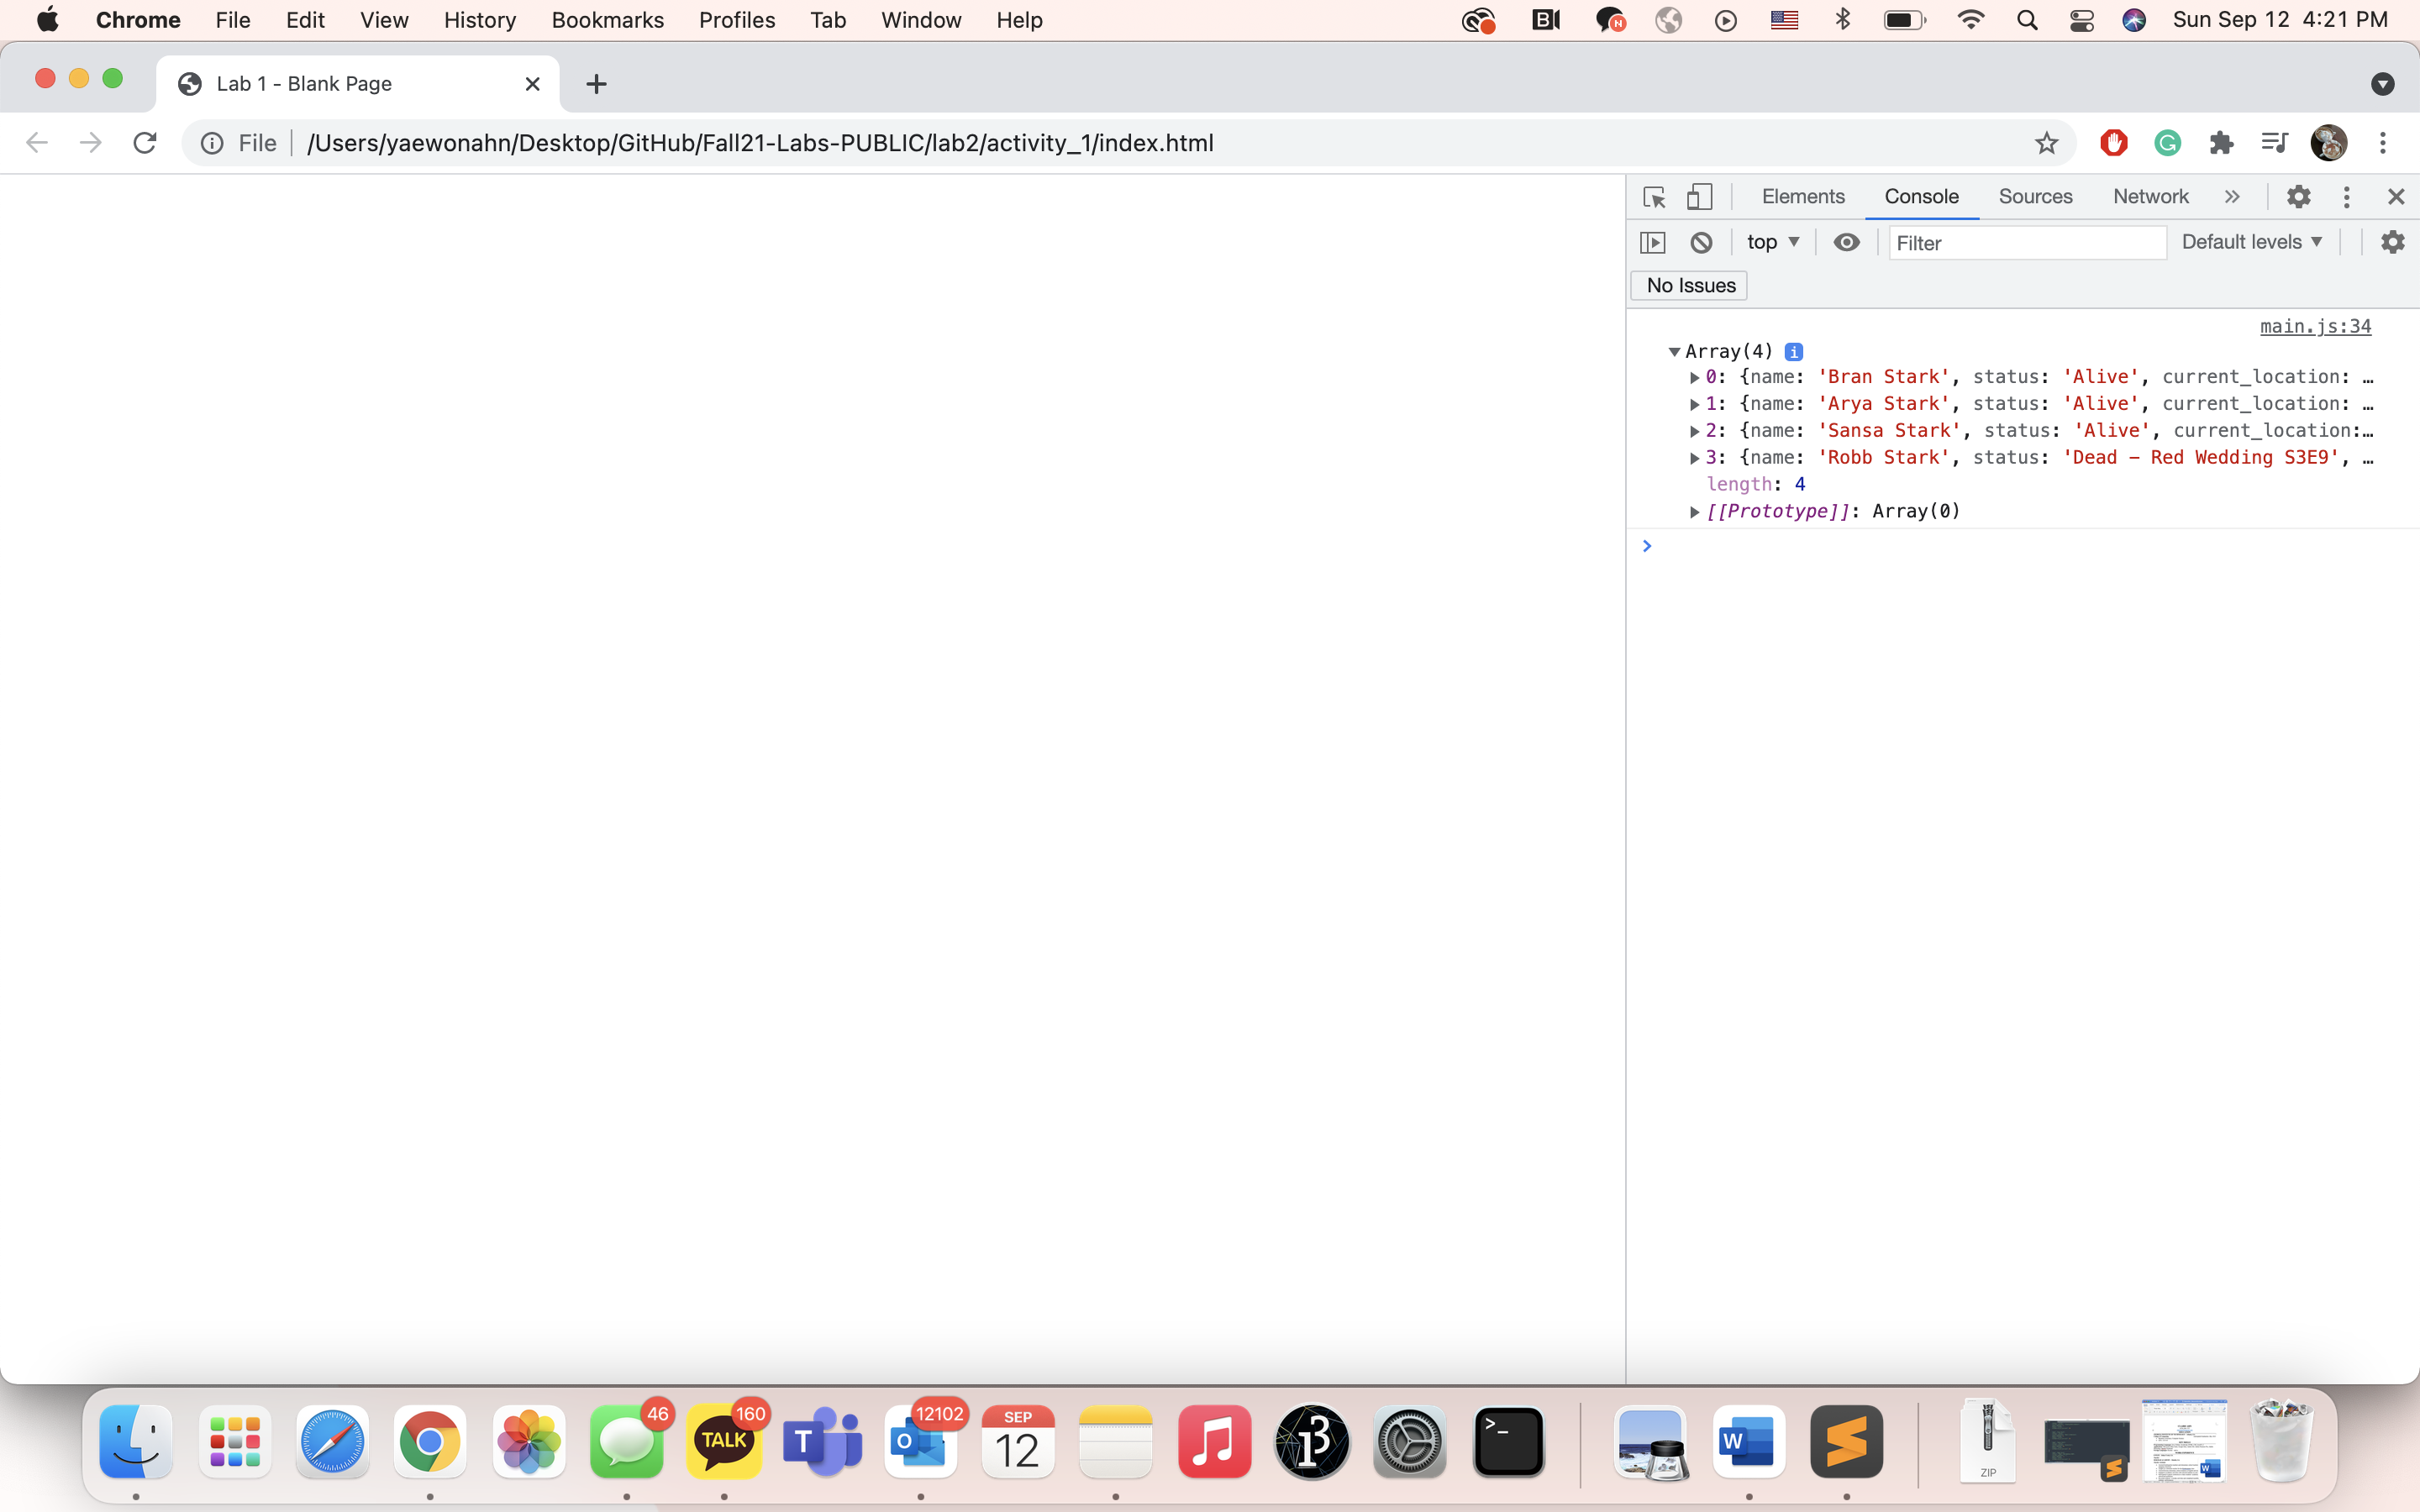 Chrome File Edit View History Bookmarks Profiles Tab Window Help Sun Sep 12 4:21 PM
Lab 1 - Blank Page
File /Users/yaewonahn/Desktop/GitHub/Fall21-Labs-PUBLIC/lab2/activity_1/index.html
Elements Console Sources Network
top Filter Default levels
No Issues
main.js:34
Array(4) i
0: {name: 'Bran Stark', status: 'Alive', current_location: …
1: {name: 'Arya Stark', status: 'Alive', current_location: …
2: {name: 'Sansa Stark', status: 'Alive', current_location:…
3: {name: 'Robb Stark', status: 'Dead – Red Wedding S3E9', …
length: 4
[[Prototype]]: Array(0)
46 160 12102
TALK T O SEP 12 i3 >_ W ZIP